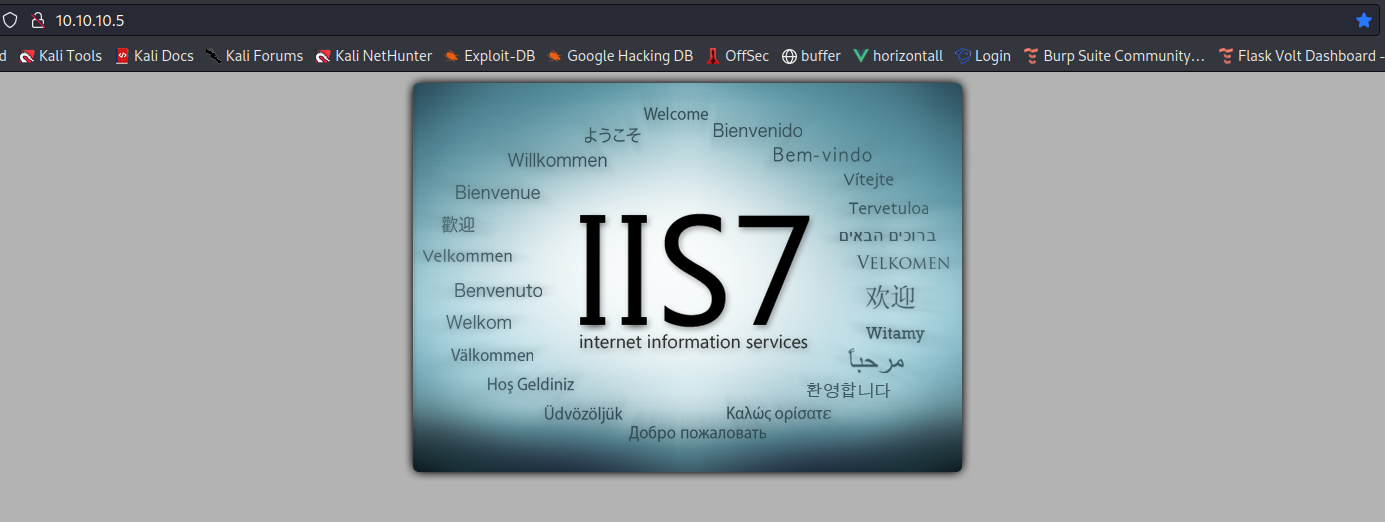 10.10.10.5
d Kali Tools Kali Docs Kali Forums Kali NetHunter Exploit-DB Google Hacking DB OffSec buffer horizontall Login Burp Suite Community... Flask Volt Dashboard -
Welcome
ようこそ
Bienvenido
Willkommen
Bem-vindo
Bienvenue
Vítejte
歡迎
Tervetuloa
ברוכים הבאים
Velkommen
VELKOMEN
Benvenuto
欢迎
IIS7
internet information services
Welkom
Witamy
Välkommen
مرحباً
Hoş Geldiniz
환영합니다
Üdvözöljük
Καλώς ορίσατε
Добро пожаловать